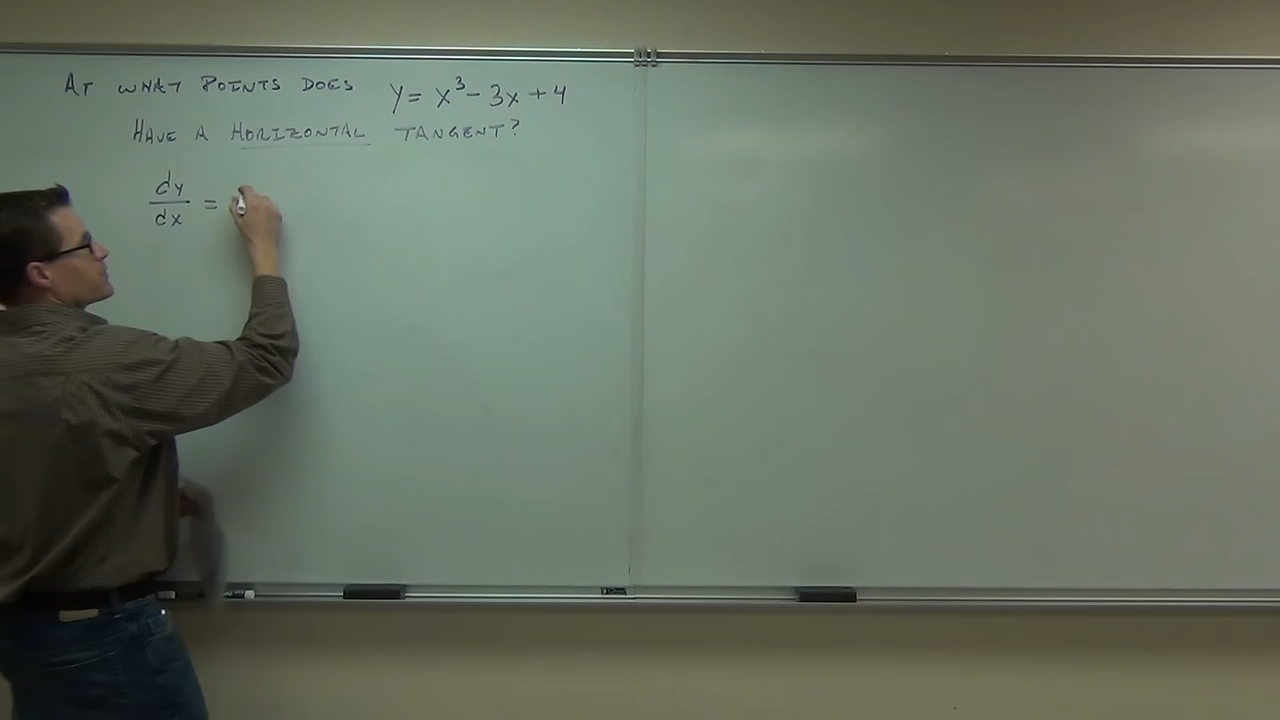 AT WHAT POINTS DOES y = x³ - 3x + 4
HAVE A HORIZONTAL TANGENT?
dy/dx =